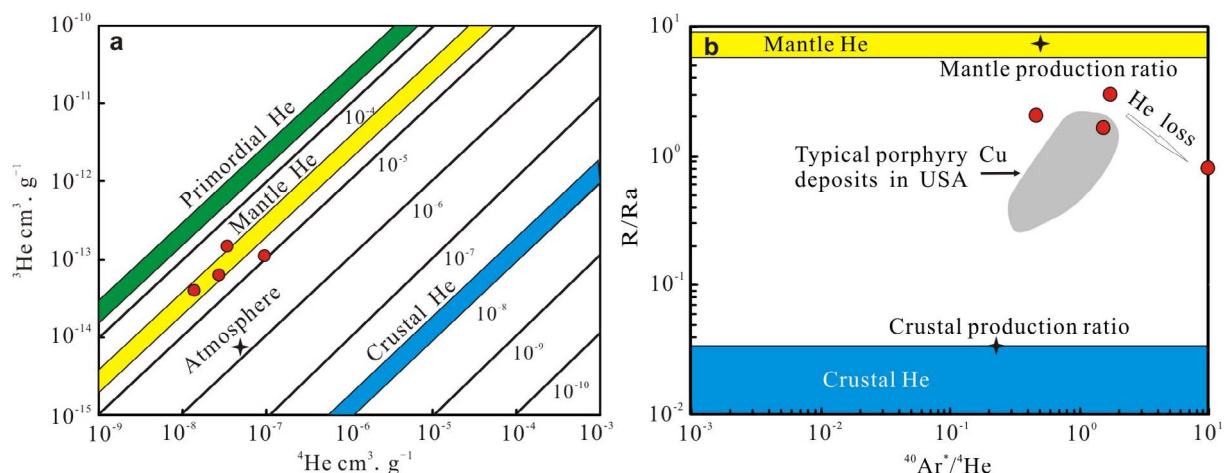 a
10⁻¹⁰
10⁻¹¹
10⁻¹²
10⁻¹³
10⁻¹⁴
10⁻¹⁵
³He cm³. g⁻¹
Primordial He
Mantle He
Atmosphere
Crustal He
10⁻⁴
10⁻⁵
10⁻⁶
10⁻⁷
10⁻⁸
10⁻⁹
10⁻¹⁰
10⁻⁹
10⁻⁸
10⁻⁷
10⁻⁶
10⁻⁵
10⁻⁴
10⁻³
⁴He cm³. g⁻¹
b
10¹
10⁰
10⁻¹
10⁻²
R/Ra
Mantle He
Mantle production ratio
He loss
Typical porphyry Cu
deposits in USA
Crustal production ratio
Crustal He
10⁻³
10⁻²
10⁻¹
10⁰
10¹
⁴⁰Ar*/⁴He